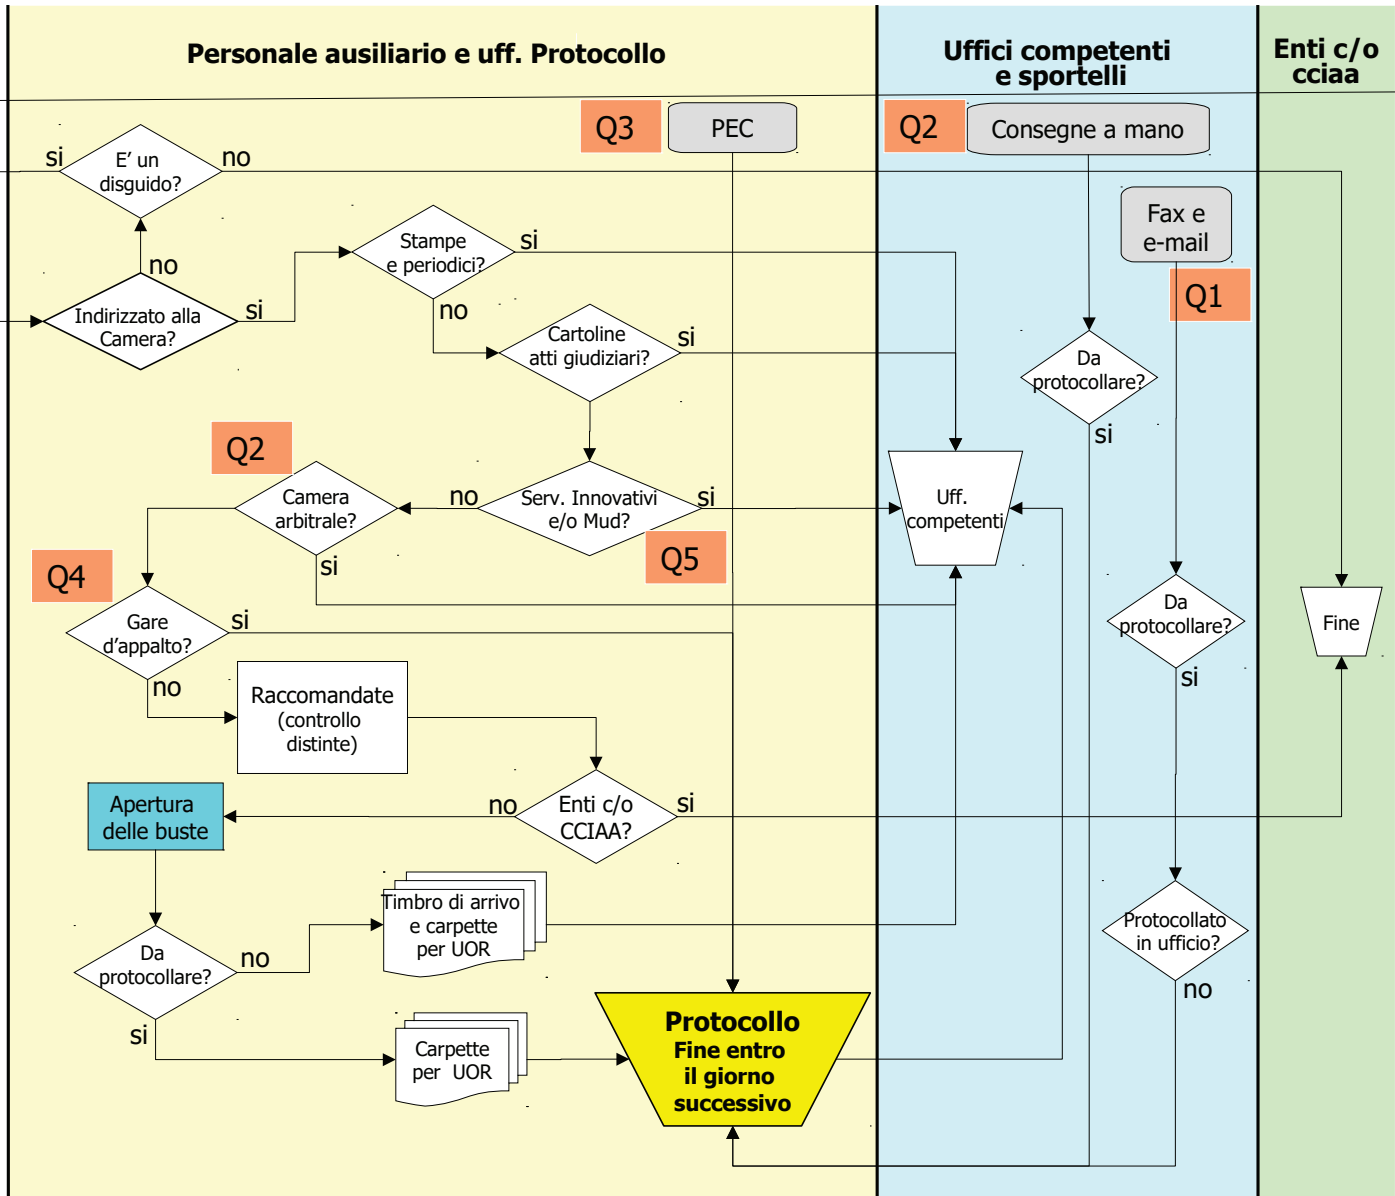 Personale ausiliario e uff. Protocollo
Uffici competenti
e sportelli
Enti c/o
cciaa
Q3
PEC
Q2
Consegne a mano
si
E' un
disguido?
no
Fax e
e-mail
Q1
Stampe
e periodici?
si
no
no
Indirizzato alla
Camera?
si
Cartoline
atti giudiziari?
si
Da
protocollare?
si
Q2
Camera
arbitrale?
si
no
Serv. Innovativi
e/o Mud?
si
Q5
Uff.
competenti
Q4
Gare
d'appalto?
si
no
Da
protocollare?
si
Fine
Raccomandate
(controllo
distinte)
Apertura
delle buste
no
Enti c/o
CCIAA?
si
Timbro di arrivo
e carpette
per UOR
Protocollato
in ufficio?
no
Da
protocollare?
no
si
Carpette
per UOR
Protocollo
Fine entro
il giorno
successivo